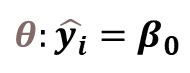 θ: ŷᵢ = β₀